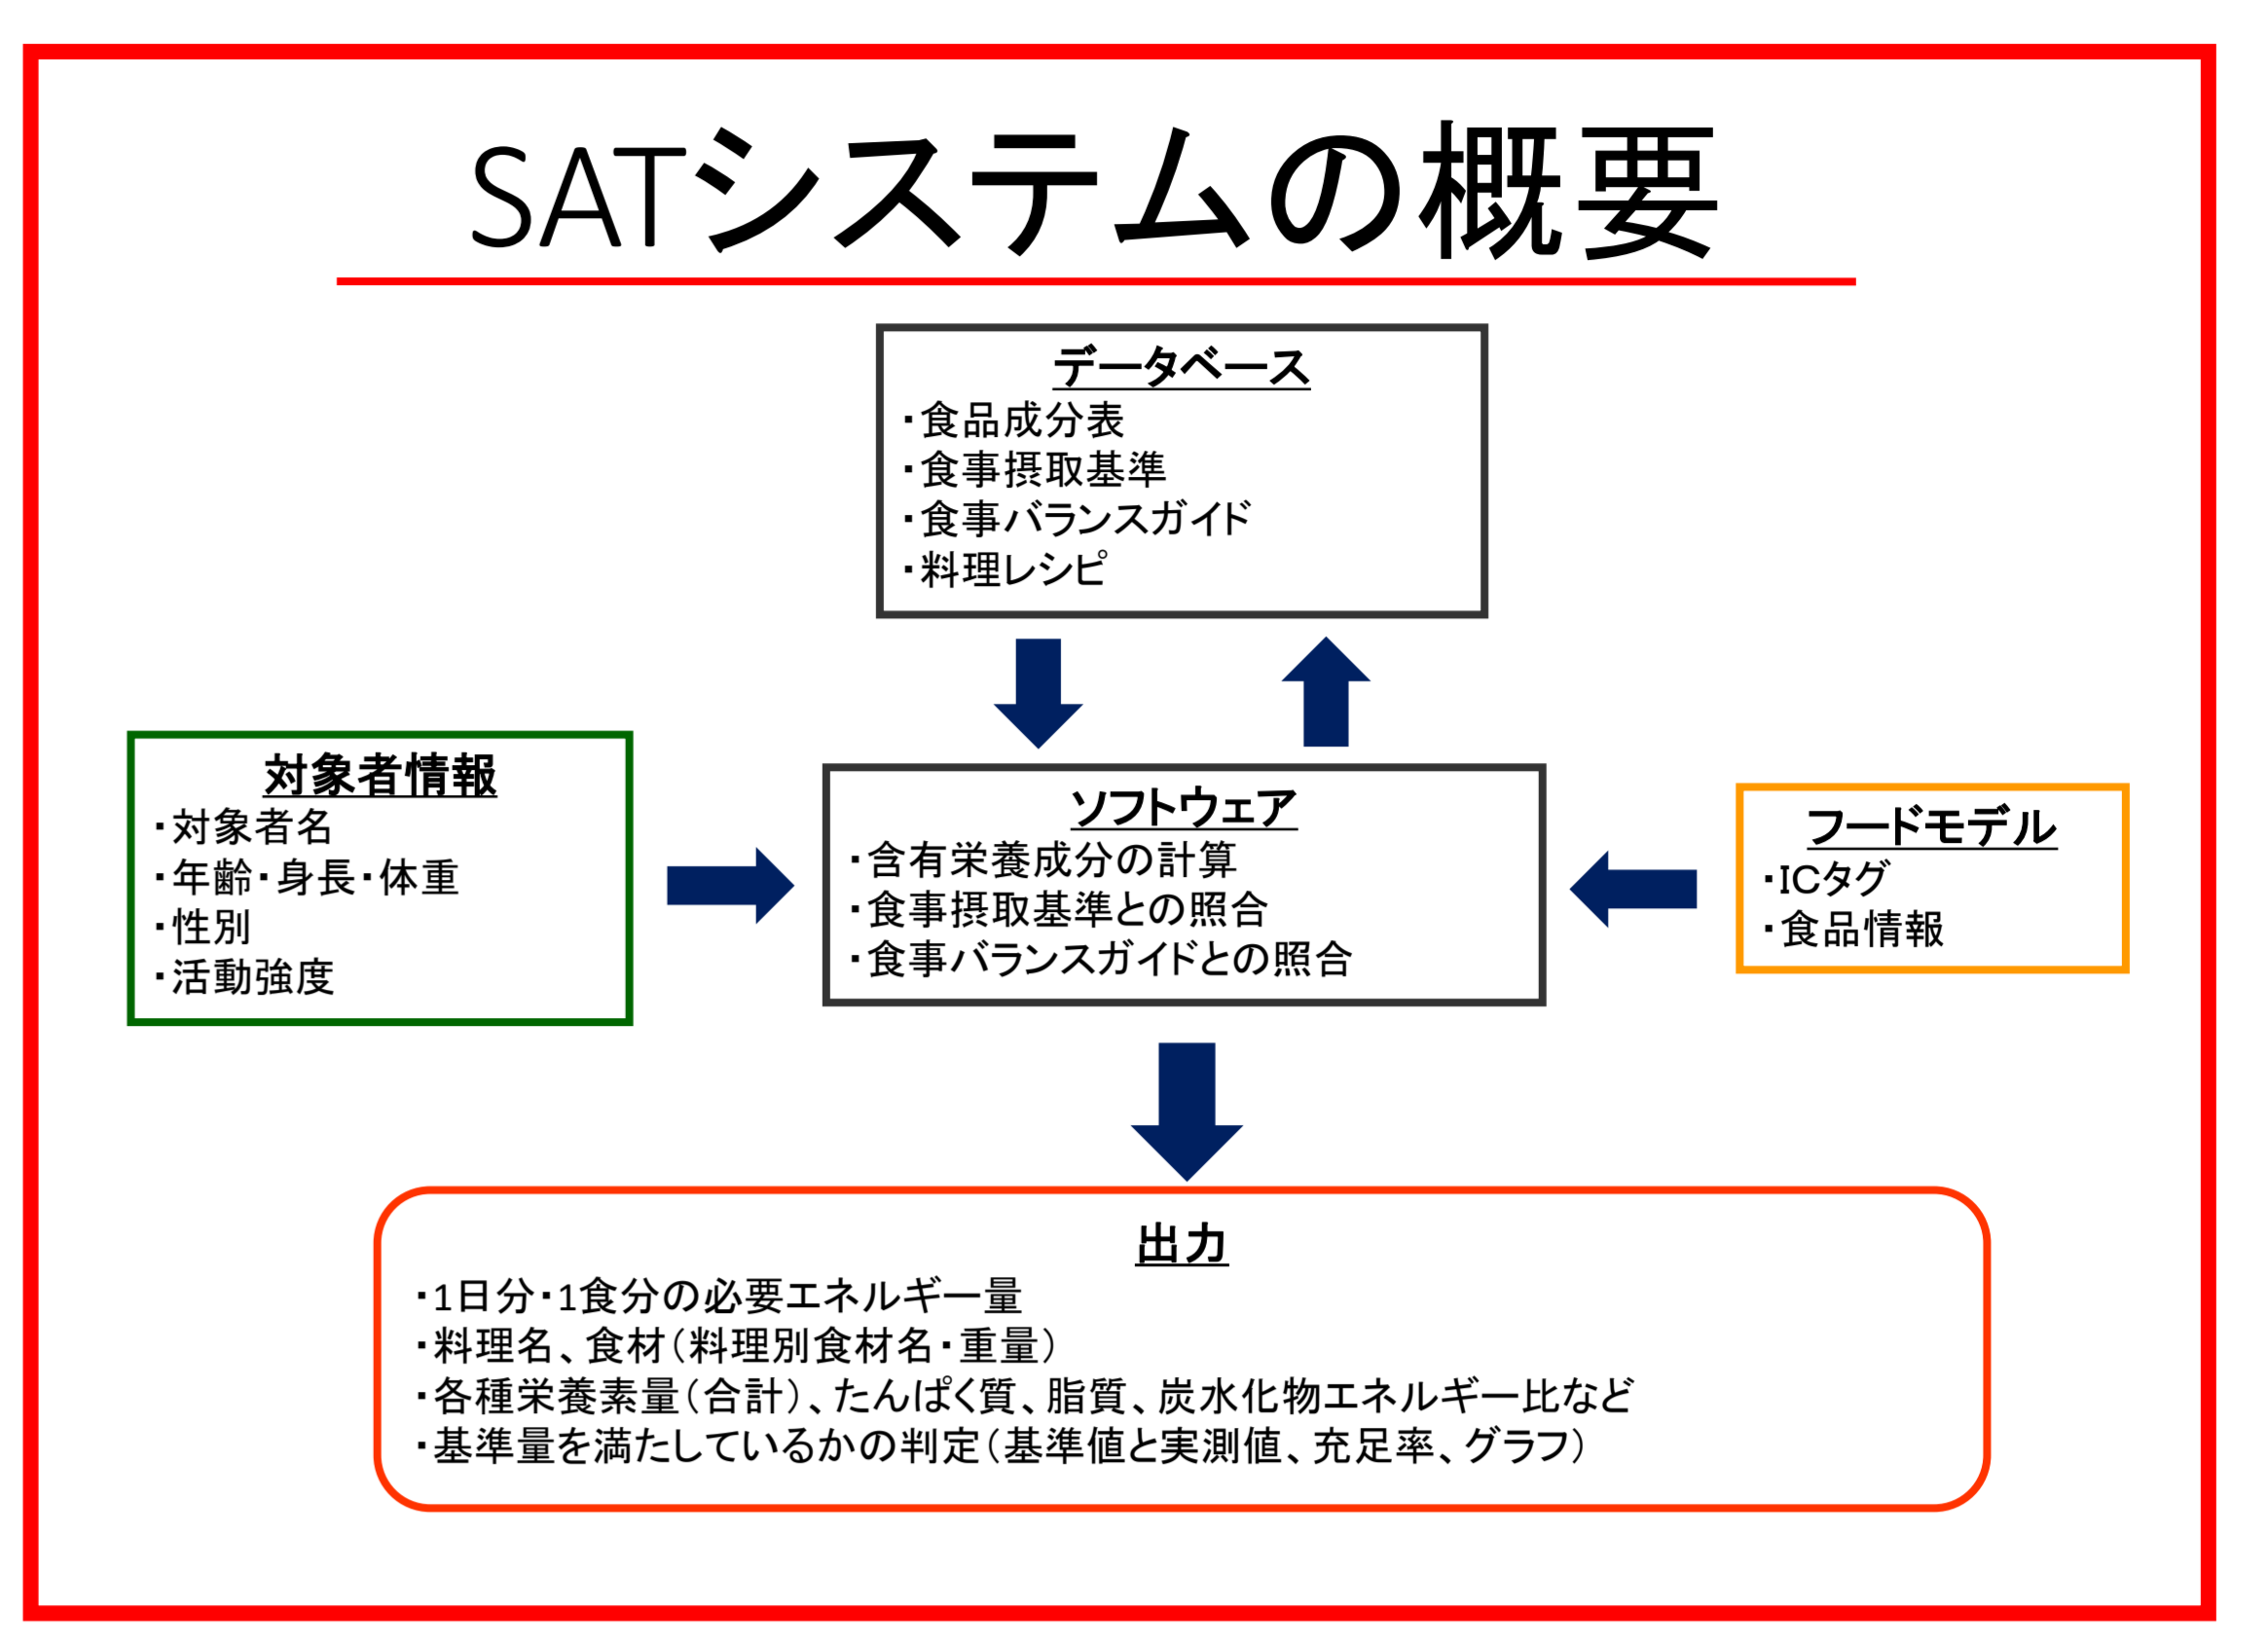 SATシステムの概要
データベース
・食品成分表
・食事摂取基準
・食事バランスガイド
・料理レシピ
対象者情報
・対象者名
・年齢・身長・体重
・性別
・活動強度
ソフトウェア
・含有栄養成分の計算
・食事摂取基準との照合
・食事バランスガイドとの照合
フードモデル
・ICタグ
・食品情報
出力
・1日分・1食分の必要エネルギー量
・料理名、食材（料理別食材名・重量）
・各種栄養素量（合計）、たんぱく質、脂質、炭水化物エネルギー比など
・基準量を満たしているかの判定（基準値と実測値、充足率、グラフ）